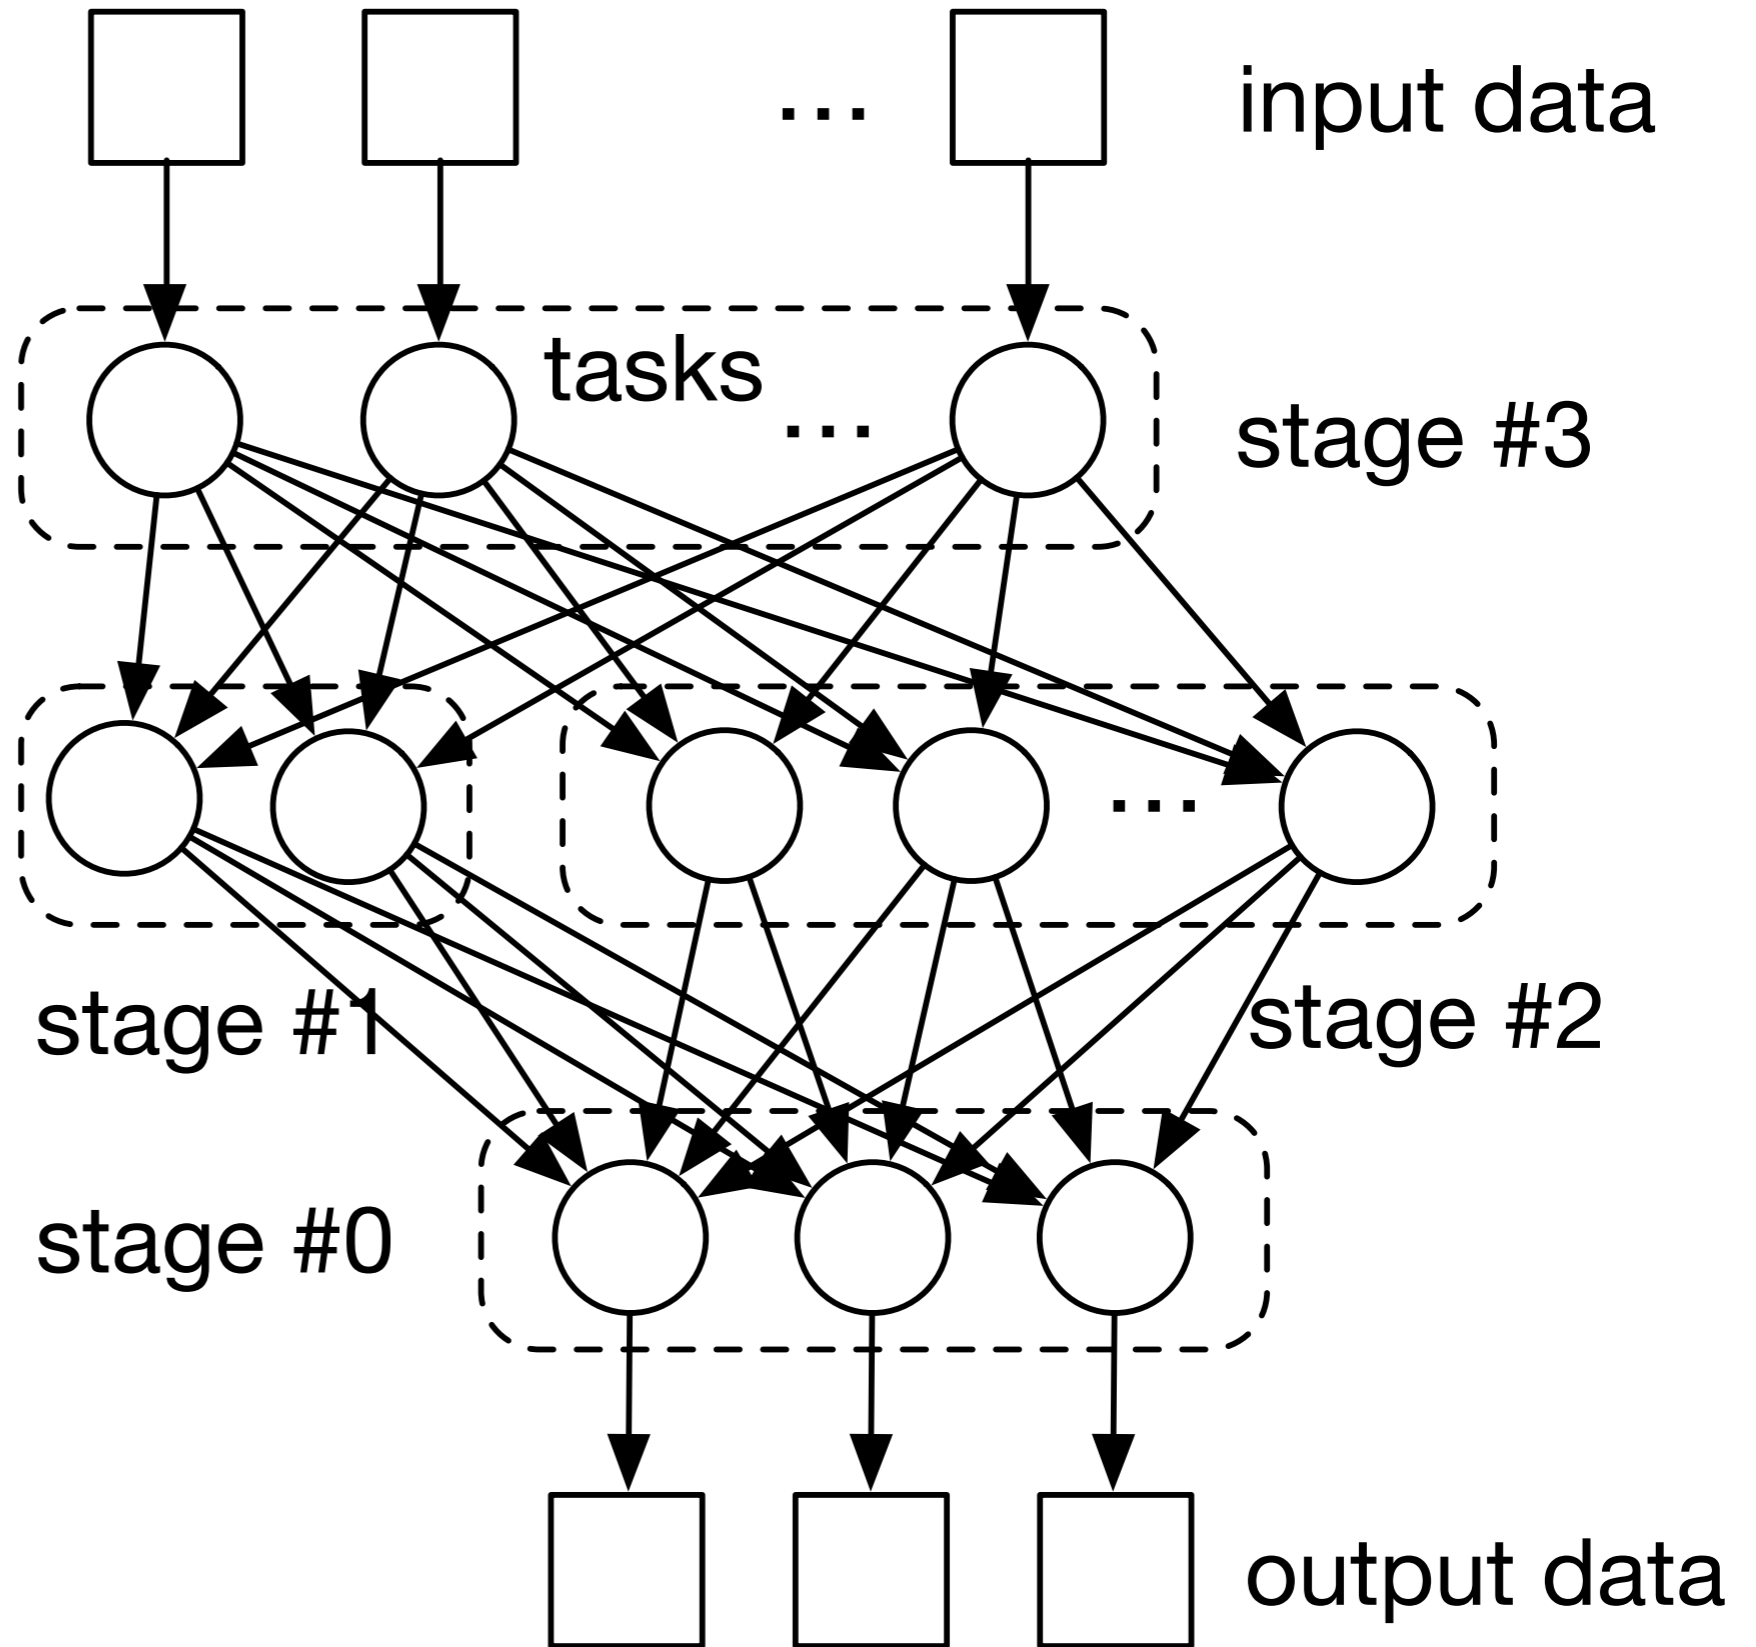 ... input data
tasks
... stage #3
...
stage #1 stage #2
stage #0
output data